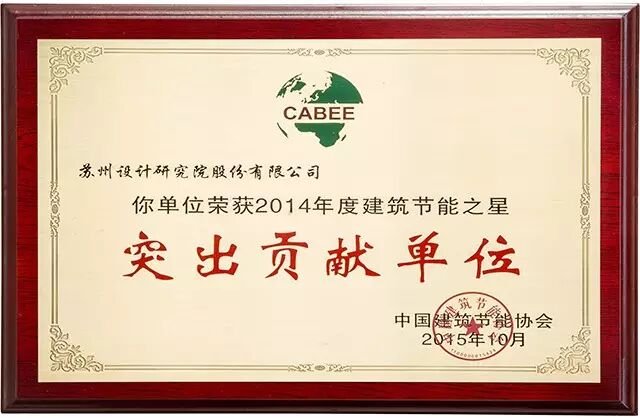 CABEE
苏州设计研究院股份有限公司
你单位荣获2014年度建筑节能之星
突出贡献单位
中国建筑节能协会
2015年10月